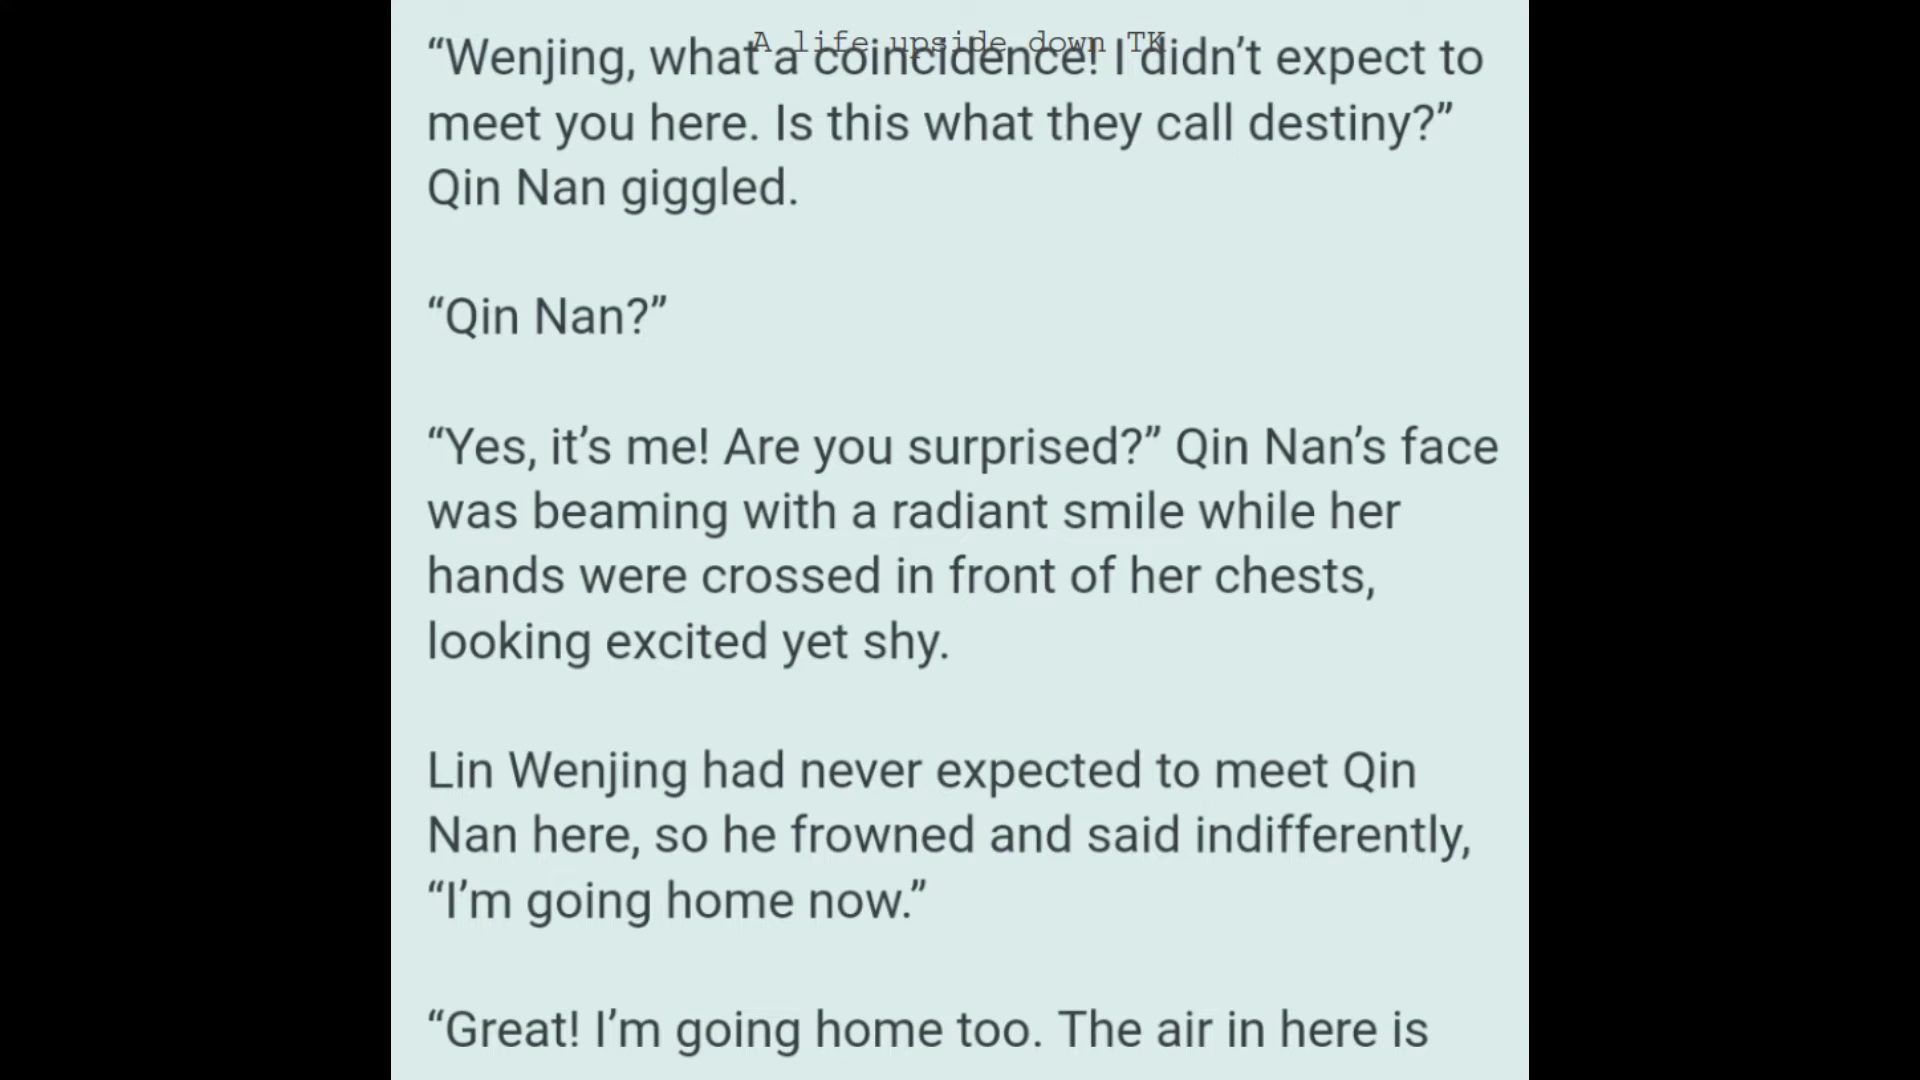 A life upside down TK
“Wenjing, what a coincidence! I didn’t expect to
meet you here. Is this what they call destiny?”
Qin Nan giggled.
“Qin Nan?”
“Yes, it’s me! Are you surprised?” Qin Nan’s face
was beaming with a radiant smile while her
hands were crossed in front of her chests,
looking excited yet shy.
Lin Wenjing had never expected to meet Qin
Nan here, so he frowned and said indifferently,
“I’m going home now.”
“Great! I’m going home too. The air in here is